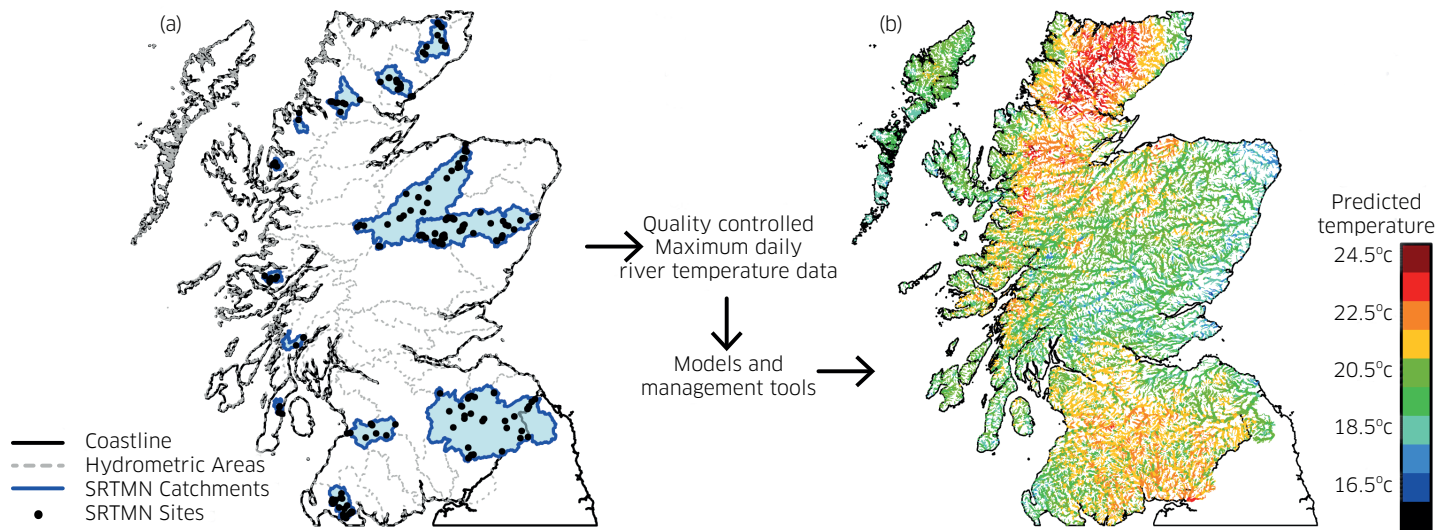 (a)
Coastline
Hydrometric Areas
SRTMN Catchments
SRTMN Sites
Quality controlled
Maximum daily
river temperature data
Models and
management tools
(b)
Predicted
temperature
24.5°c
22.5°c
20.5°c
18.5°c
16.5°c